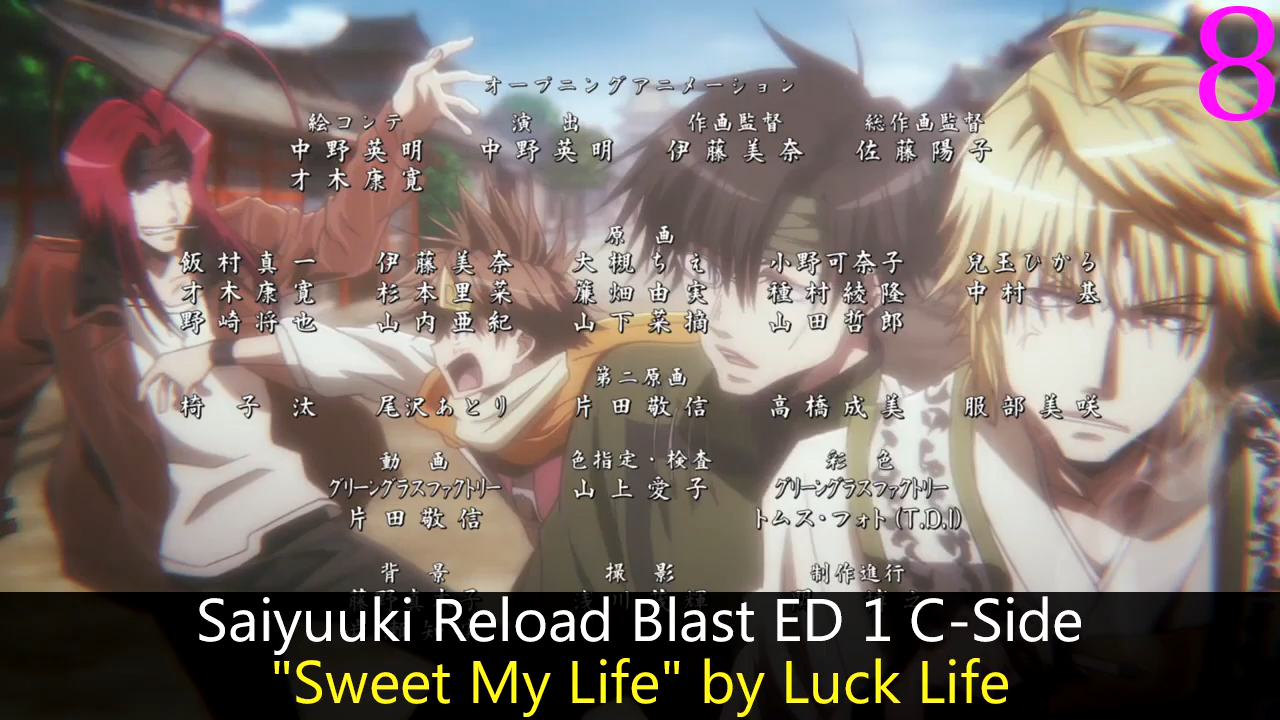 8
オープニングアニメーション
絵コンテ 演出 作画監督 総作画監督
中野英明 中野英明 伊藤美奈 佐藤陽子
才木康寛
原画
飯村真一 伊藤美奈 大槻ちぇ 小野可奈子 兒玉ひかる
才木康寛 杉本里菜 簾畑由実 種村綾隆 中村 基
野崎将也 山内亜紀 山下菜摘 山田哲郎
第二原画
椅子汰 尾沢あとり 片田敬信 高橋成美 服部美咲
動画 色指定・検査 彩色
グリーングラスファクトリー 山上愛子 グリーングラスファクトリー
片田敬信 トムス・フォト(T.D.I)
背景 撮影 制作進行
Saiyuuki Reload Blast ED 1 C-Side
"Sweet My Life" by Luck Life